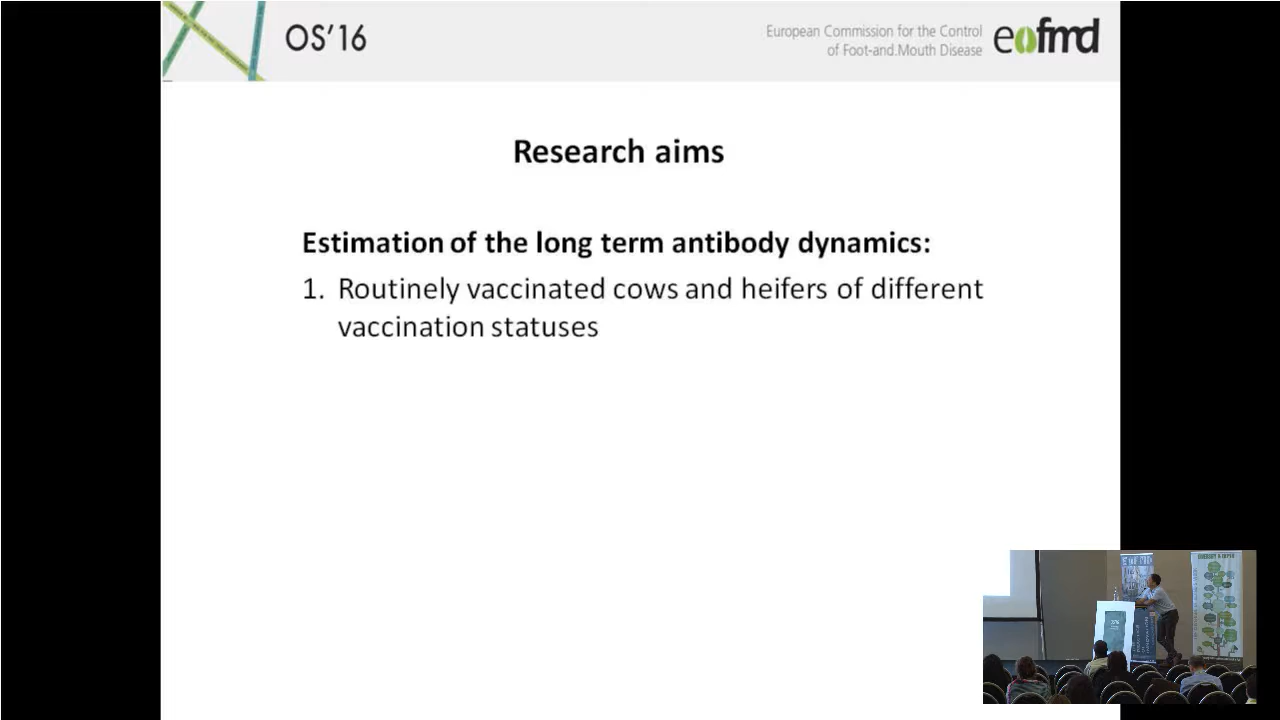 OS'16
European Commission for the Control
of Foot-and.Mouth Disease
eofmd
Research aims
Estimation of the long term antibody dynamics:
1. Routinely vaccinated cows and heifers of different
vaccination statuses